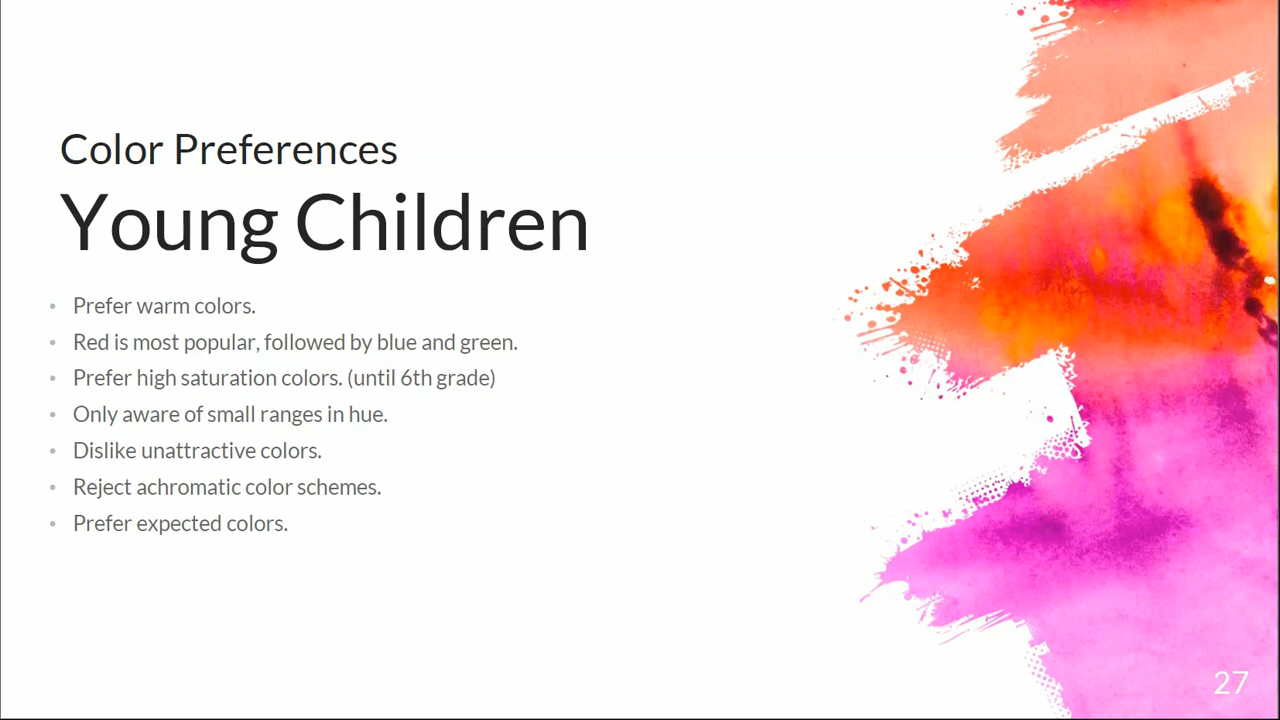 Color Preferences
Young Children
• Prefer warm colors.
• Red is most popular, followed by blue and green.
• Prefer high saturation colors. (until 6th grade)
• Only aware of small ranges in hue.
• Dislike unattractive colors.
• Reject achromatic color schemes.
• Prefer expected colors.
27